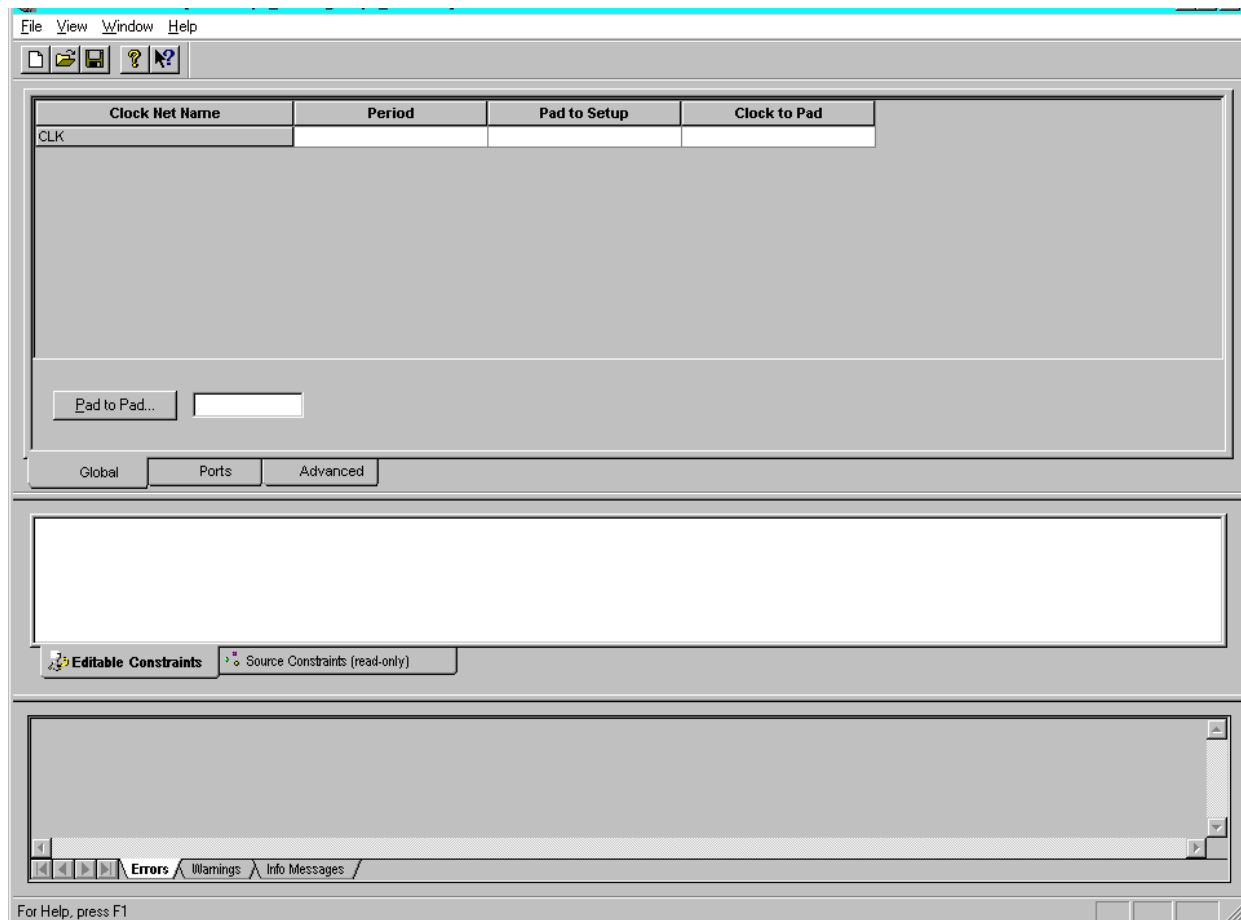 File View Window Help
Clock Net Name Period Pad to Setup Clock to Pad
CLK
Pad to Pad...
Global Ports Advanced
Editable Constraints Source Constraints (read-only)
Errors Warnings Info Messages
For Help, press F1